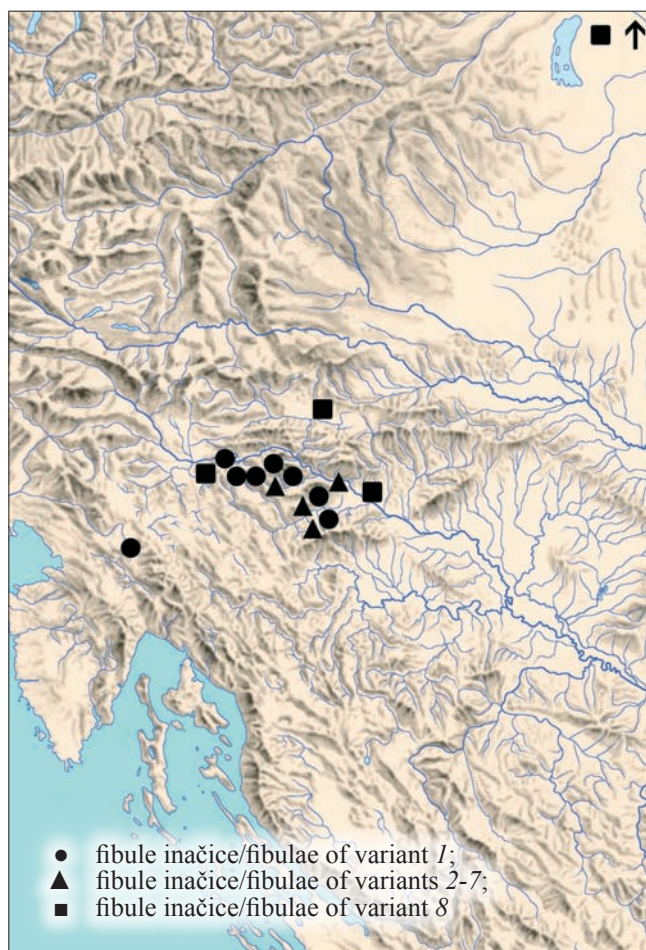 fibule inačice/fibulae of variant 1;
fibule inačice/fibulae of variants 2-7;
fibule inačice/fibulae of variant 8